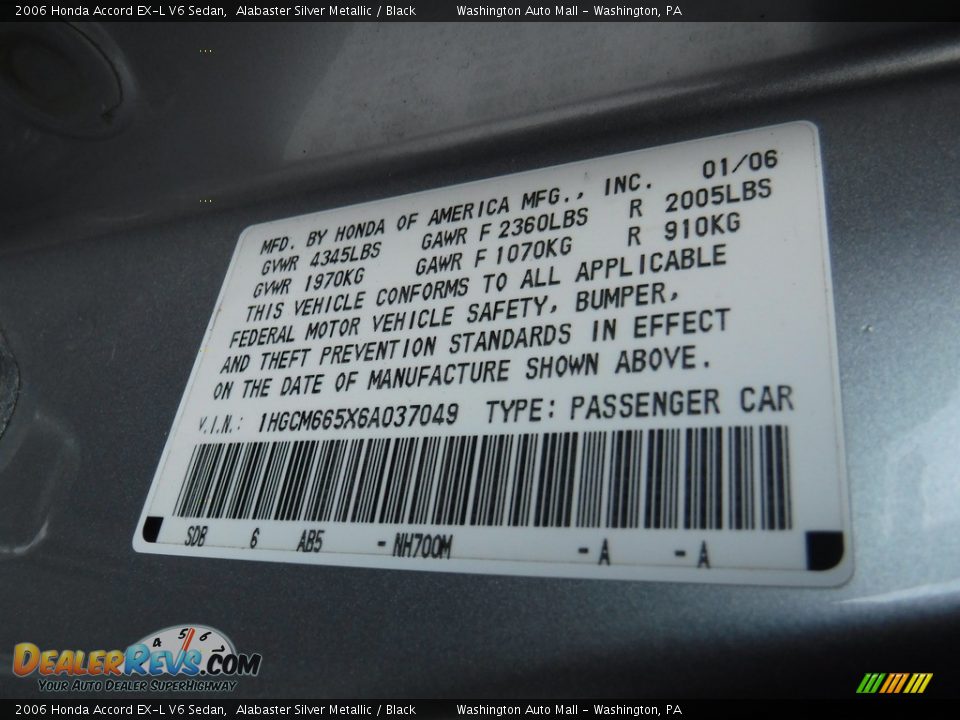 2006 Honda Accord EX-L V6 Sedan, Alabaster Silver Metallic / Black Washington Auto Mall - Washington, PA
MFD. BY HONDA OF AMERICA MFG., INC. 01/06
GVWR 4345LBS GAWR F 2360LBS R 2005LBS
GVWR 1970KG GAWR F 1070KG R 910KG
THIS VEHICLE CONFORMS TO ALL APPLICABLE
FEDERAL MOTOR VEHICLE SAFETY, BUMPER,
AND THEFT PREVENTION STANDARDS IN EFFECT
ON THE DATE OF MANUFACTURE SHOWN ABOVE.
V.I.N.: 1HGCM665X6A037049 TYPE: PASSENGER CAR
SDB 6 AB5 - NH700M - A - A
4 5 6
DEALERREVS.COM
YOUR AUTO DEALER SUPERHIGHWAY
2006 Honda Accord EX-L V6 Sedan, Alabaster Silver Metallic / Black Washington Auto Mall - Washington, PA